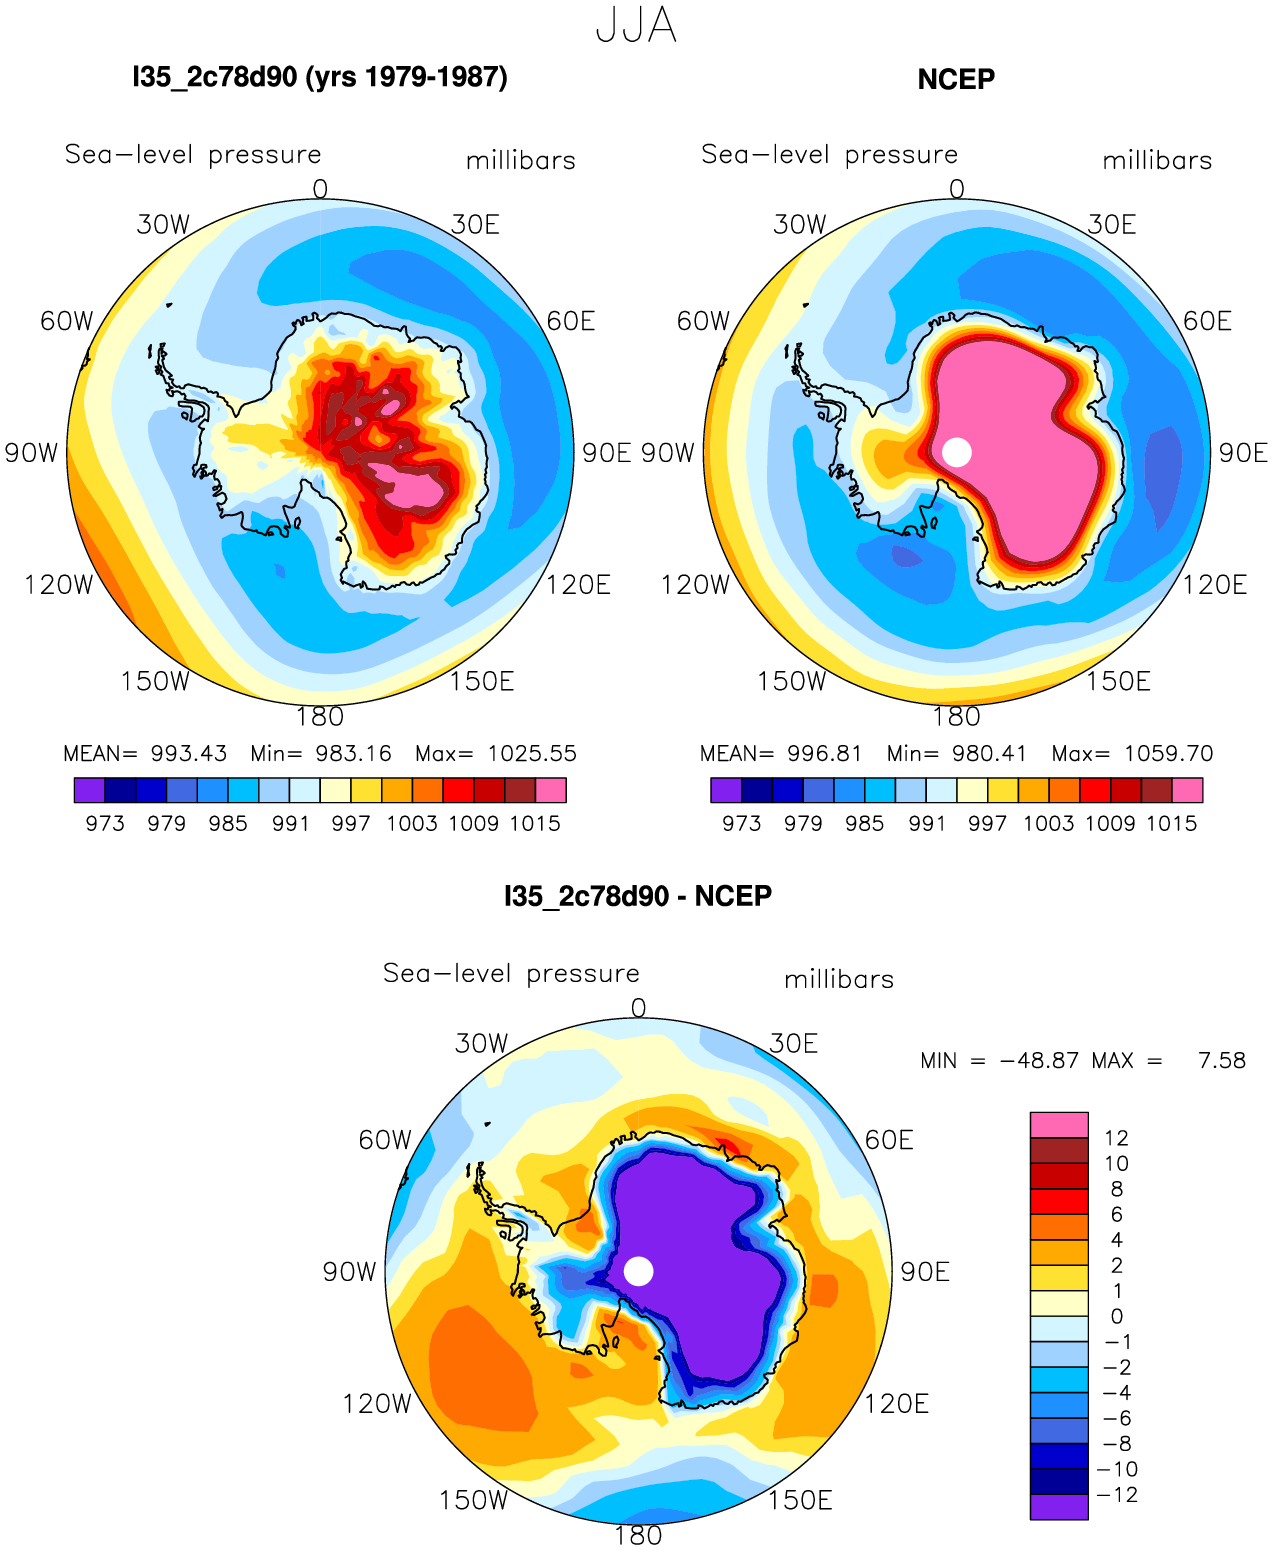 JJA
I35_2c78d90 (yrs 1979-1987)
NCEP
Sea-level pressure millibars
Sea-level pressure millibars
0
30W 30E
60W 60E
90W 90E
120W 120E
150W 150E
180
0
30W 30E
60W 60E
90W 90E
120W 120E
150W 150E
180
MEAN= 993.43 Min= 983.16 Max= 1025.55
973 979 985 991 997 1003 1009 1015
MEAN= 996.81 Min= 980.41 Max= 1059.70
973 979 985 991 997 1003 1009 1015
I35_2c78d90 - NCEP
Sea-level pressure millibars
0
30W 30E
60W 60E
90W 90E
120W 120E
150W 150E
180
MIN = -48.87 MAX = 7.58
12
10
8
6
4
2
1
0
-1
-2
-4
-6
-8
-10
-12